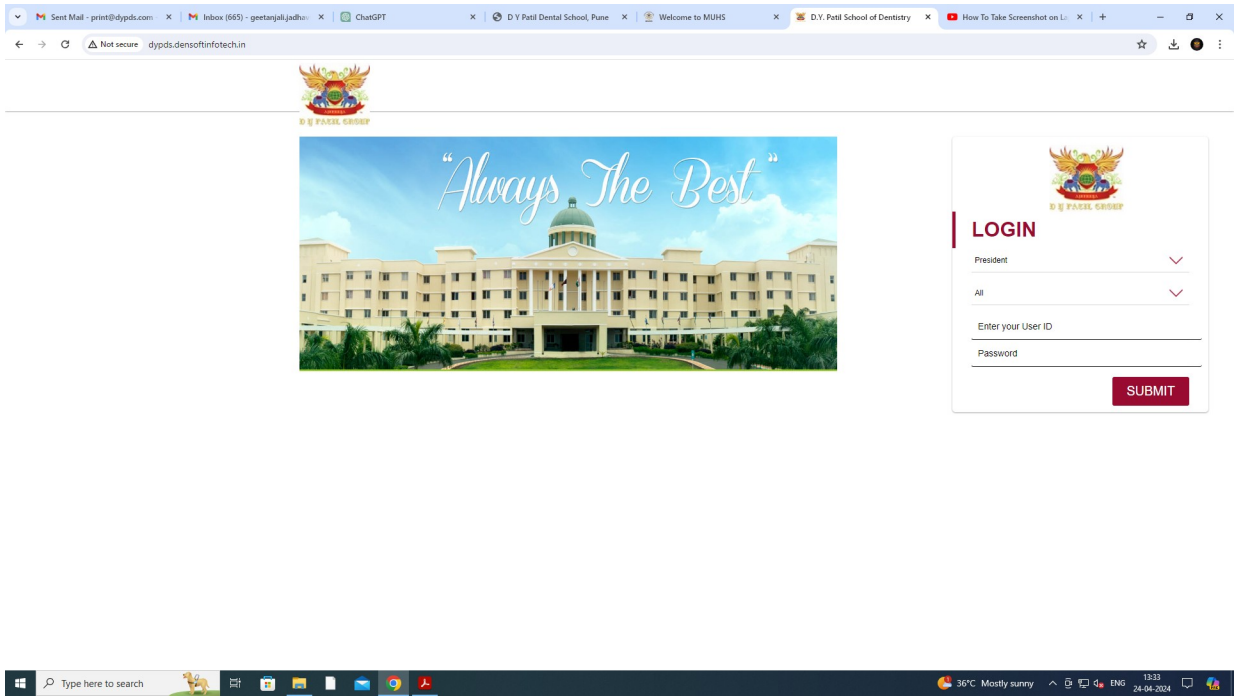 Sent Mail - print@dypds.com
Inbox (665) - geetanjali.jadhav
ChatGPT
D Y Patil Dental School, Pune
Welcome to MUHS
D.Y. Patil School of Dentistry
How To Take Screenshot on La
Not secure
dypds.densoftinfotech.in
D Y PATIL GROUP
"Always The Best"
D Y PATIL GROUP
LOGIN
President
All
Enter your User ID
Password
SUBMIT
Type here to search
36°C Mostly sunny
ENG
13:33
24-04-2024